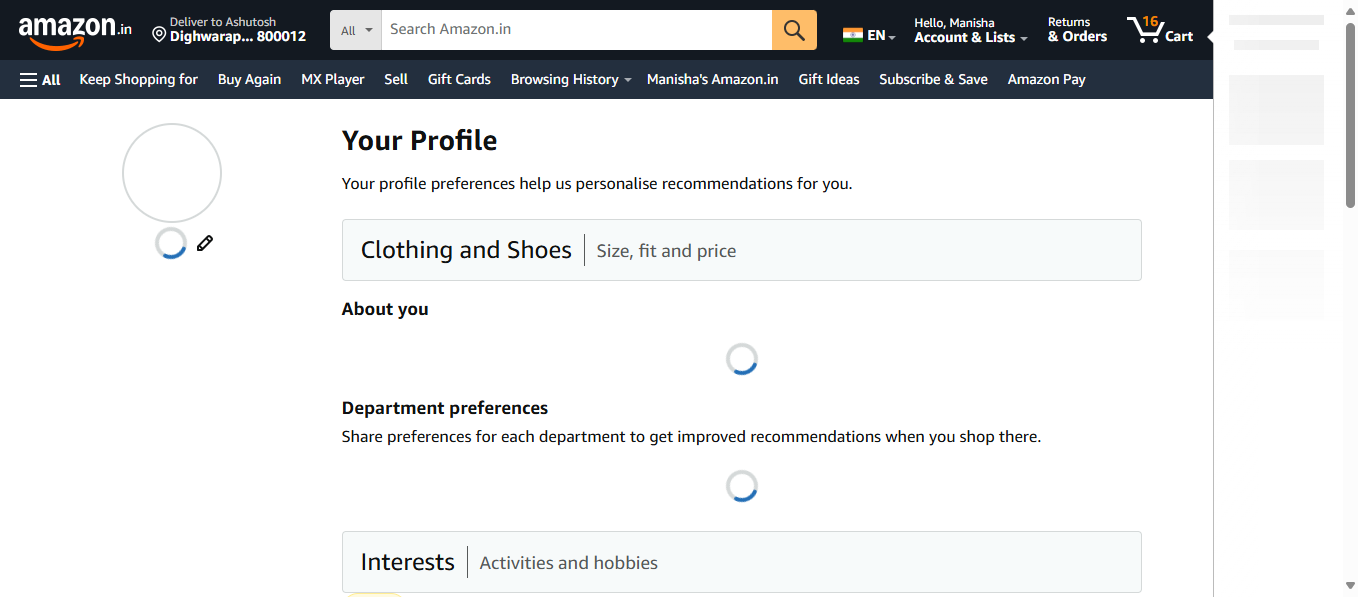 amazon.in
Deliver to Ashutosh
Dighwarap... 800012
All
Search Amazon.in
EN
Hello, Manisha
Account & Lists
Returns
& Orders
16
Cart
All
Keep Shopping for
Buy Again
MX Player
Sell
Gift Cards
Browsing History
Manisha's Amazon.in
Gift Ideas
Subscribe & Save
Amazon Pay
Your Profile
Your profile preferences help us personalise recommendations for you.
Clothing and Shoes
Size, fit and price
About you
Department preferences
Share preferences for each department to get improved recommendations when you shop there.
Interests
Activities and hobbies